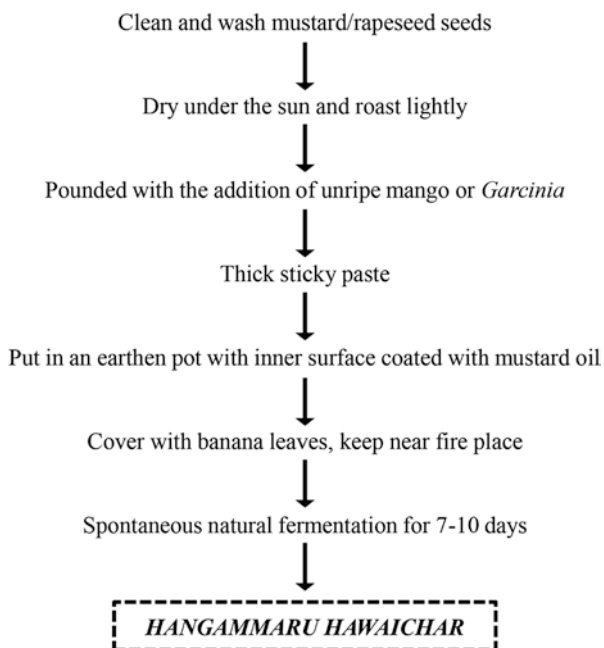 Clean and wash mustard/rapeseed seeds
Dry under the sun and roast lightly
Pounded with the addition of unripe mango or Garcinia
Thick sticky paste
Put in an earthen pot with inner surface coated with mustard oil
Cover with banana leaves, keep near fire place
Spontaneous natural fermentation for 7-10 days
HANGAMMARU HAWAICHAR